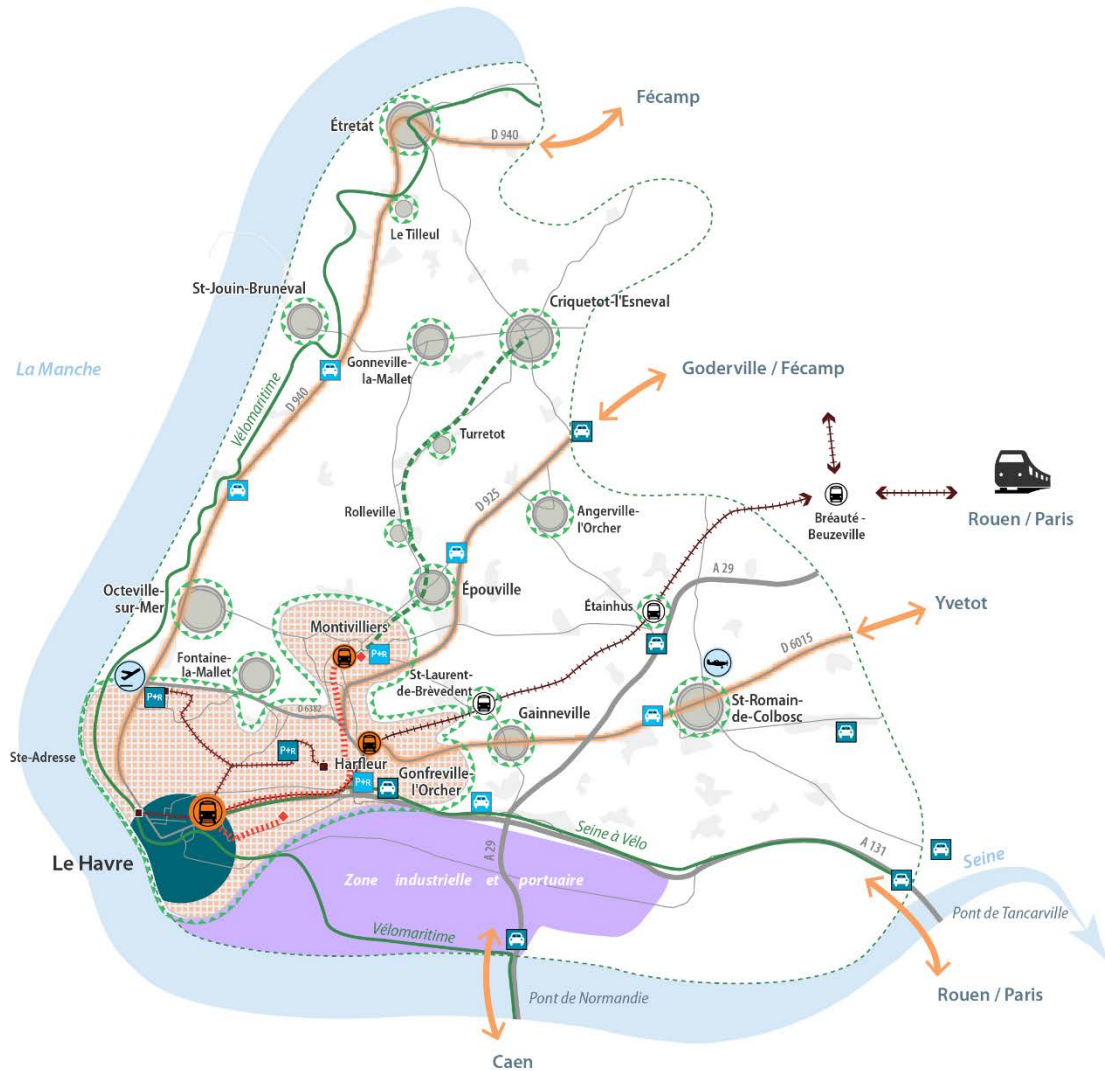 Fécamp
Étretat
D 940
Le Tilleul
St-Jouin-Bruneval
Criquetot-l'Esneval
La Manche
Gonneville-
la-Mallet
Goderville / Fécamp
D 940
Vélomaritime
Turretot
D 925
Rolleville
Angerville-
l'Orcher
Bréauté -
Beuzeville
Rouen / Paris
A 29
Octeville-
sur-Mer
Épouville
Étainhus
Yvetot
Montivilliers
P+R
D 6015
Fontaine-
la-Mallet
St-Laurent-
de-Brèvedent
P+R
D 6382
Gainneville
St-Romain-
de-Colbosc
Ste-Adresse
P+R
Harfleur
P+R
Gonfreville-
l'Orcher
Le Havre
Seine à Vélo
A 29
A 131
Seine
Zone industrielle et portuaire
Vélomaritime
Pont de Tancarville
Pont de Normandie
Rouen / Paris
Caen